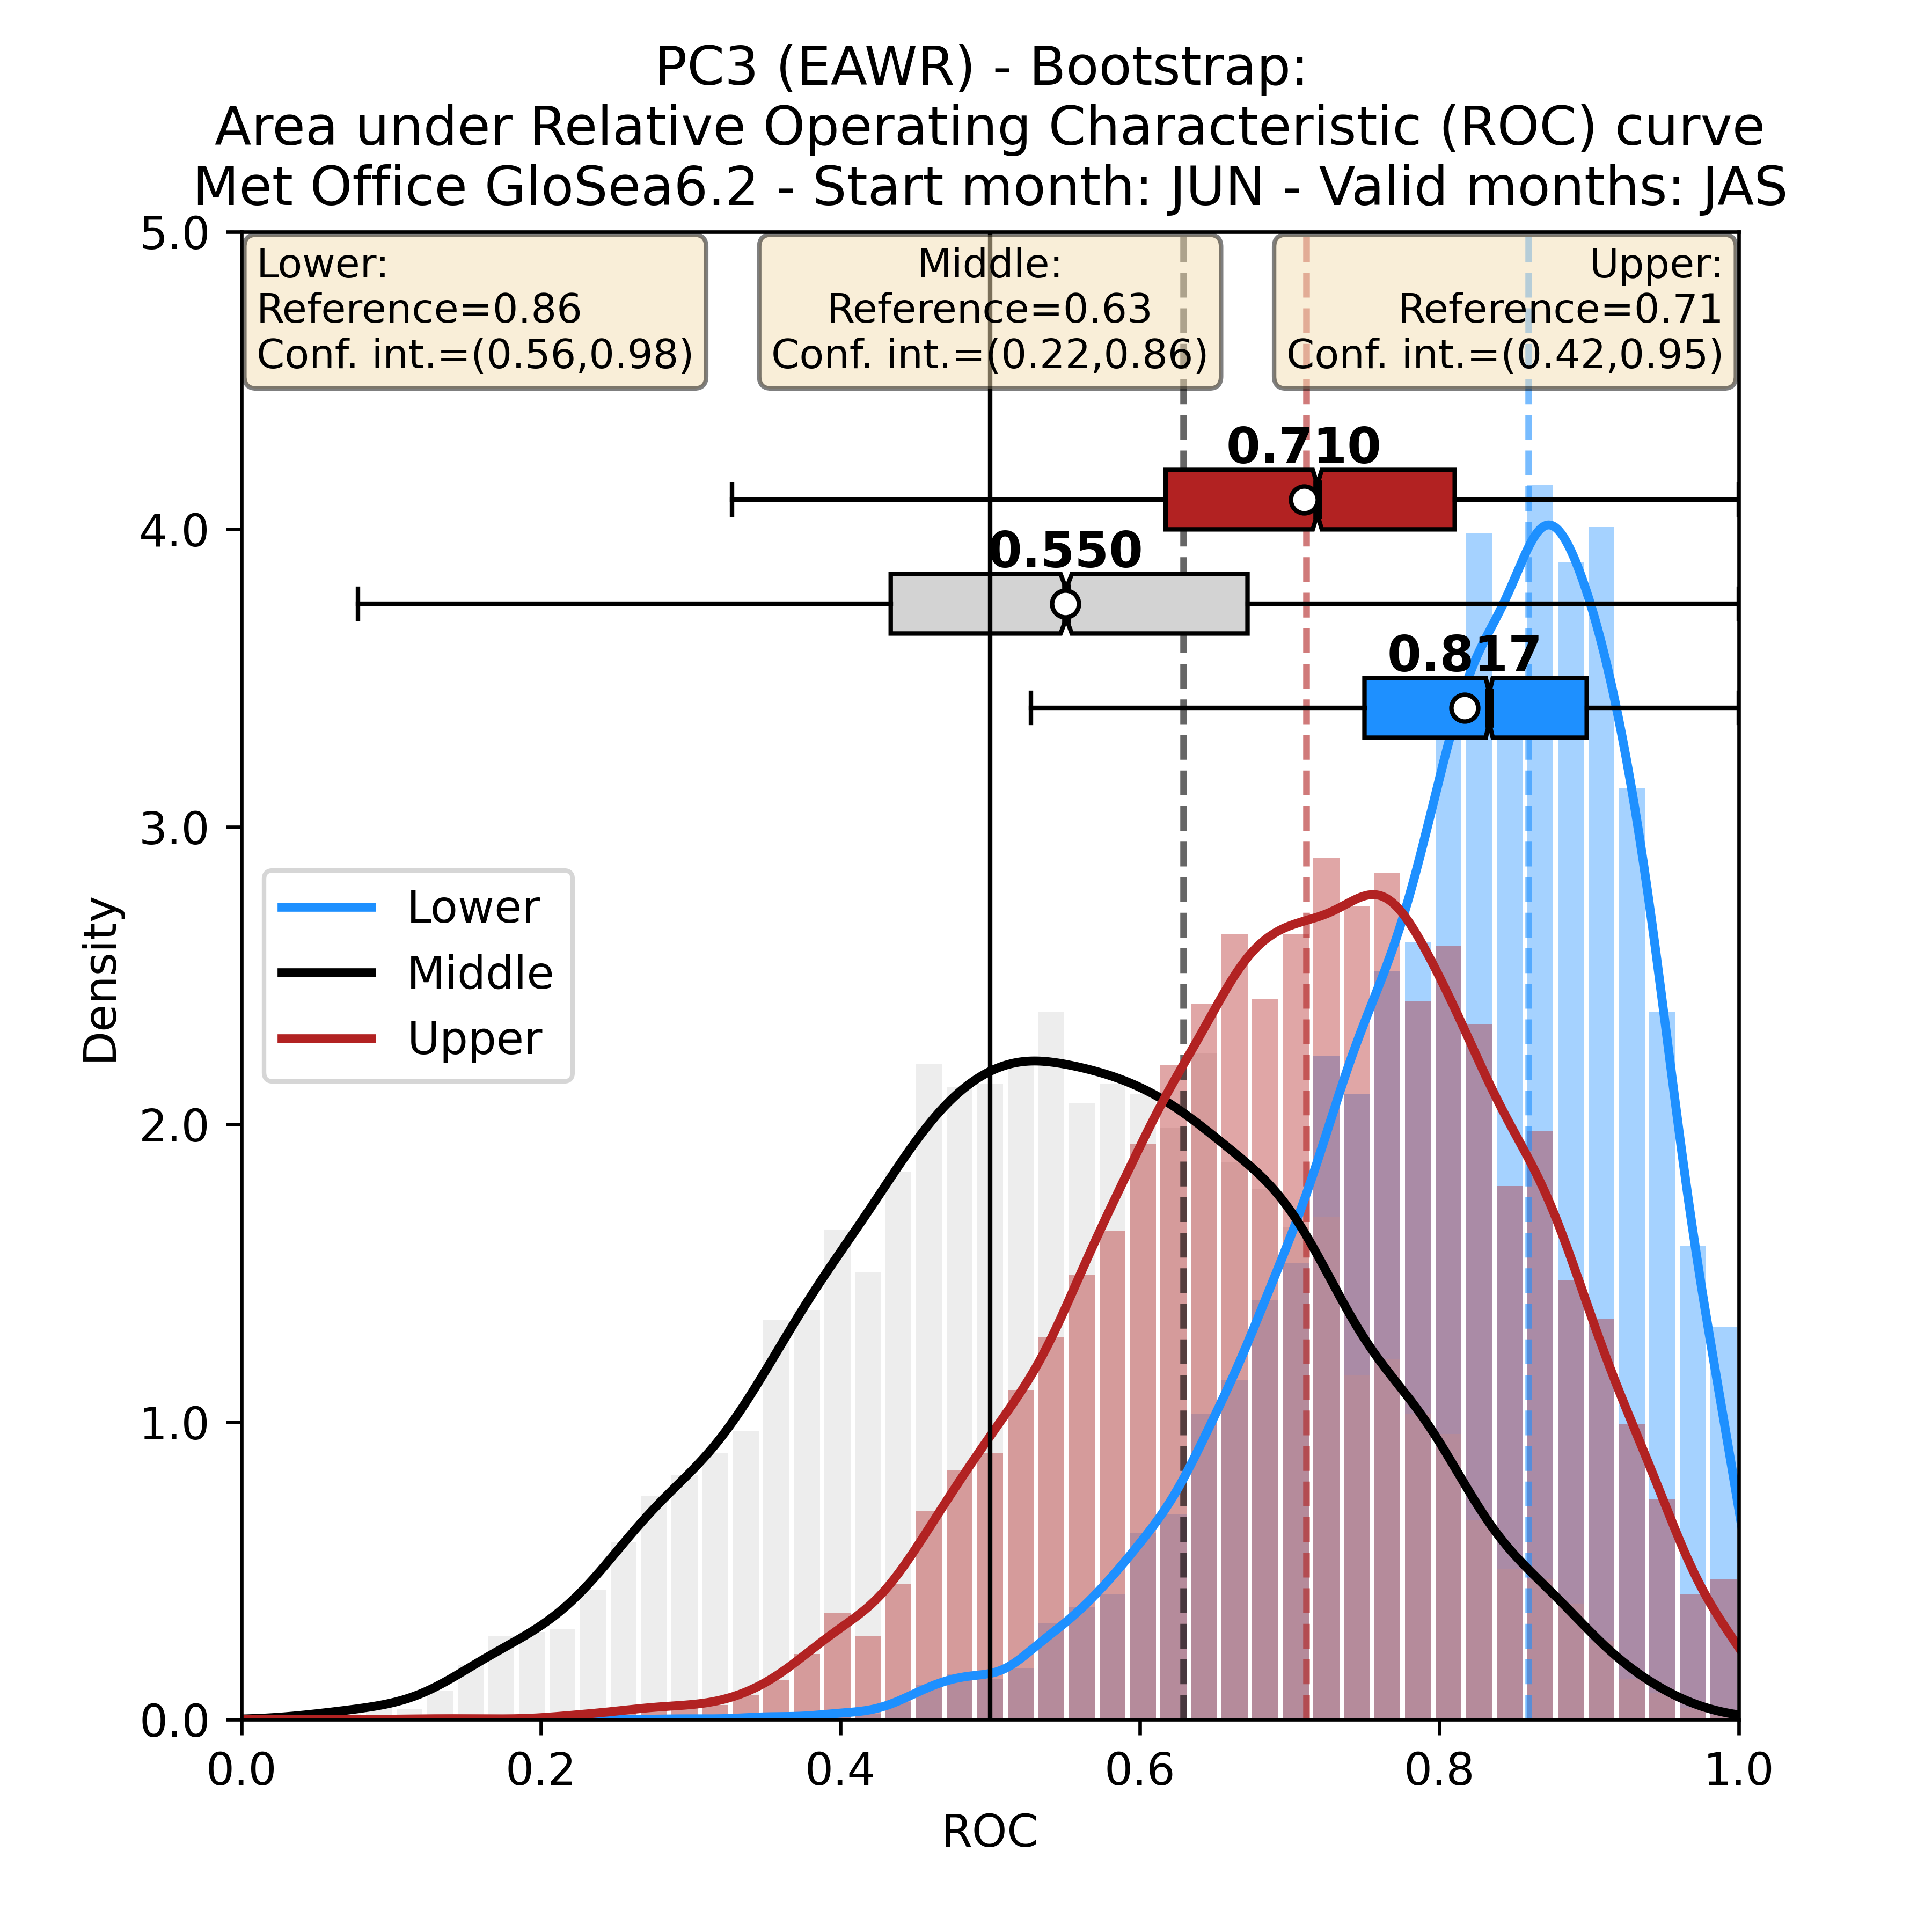 PC3 (EAWR) - Bootstrap:
Area under Relative Operating Characteristic (ROC) curve
Met Office GloSea6.2 - Start month: JUN - Valid months: JAS
Lower:
Reference=0.86
Conf. int.=(0.56,0.98)
Middle:
Reference=0.63
Conf. int.=(0.22,0.86)
Upper:
Reference=0.71
Conf. int.=(0.42,0.95)
0.710
0.550
0.817
Lower
Middle
Upper
Density
5.0
4.0
3.0
2.0
1.0
0.0
0.0 0.2 0.4 0.6 0.8 1.0
ROC